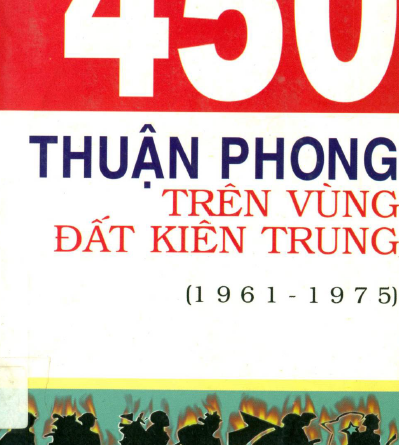 450
THUẬN PHONG
TRÊN VÙNG
ĐẤT KIÊN TRUNG
(1961-1975)